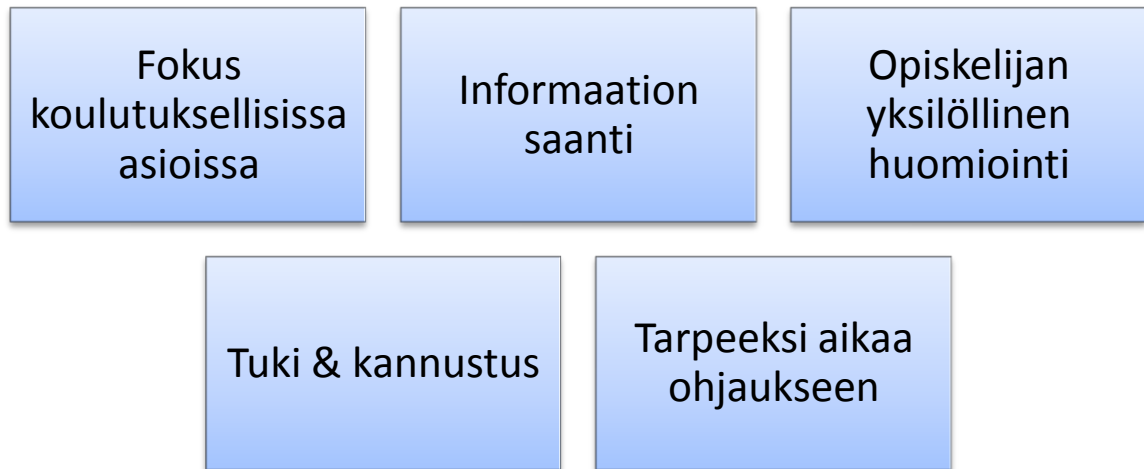 Fokus
koulutuksellisissa
asioissa
Informaation
saanti
Opiskelijan
yksilöllinen
huomiointi
Tuki & kannustus
Tarpeeksi aikaa
ohjaukseen